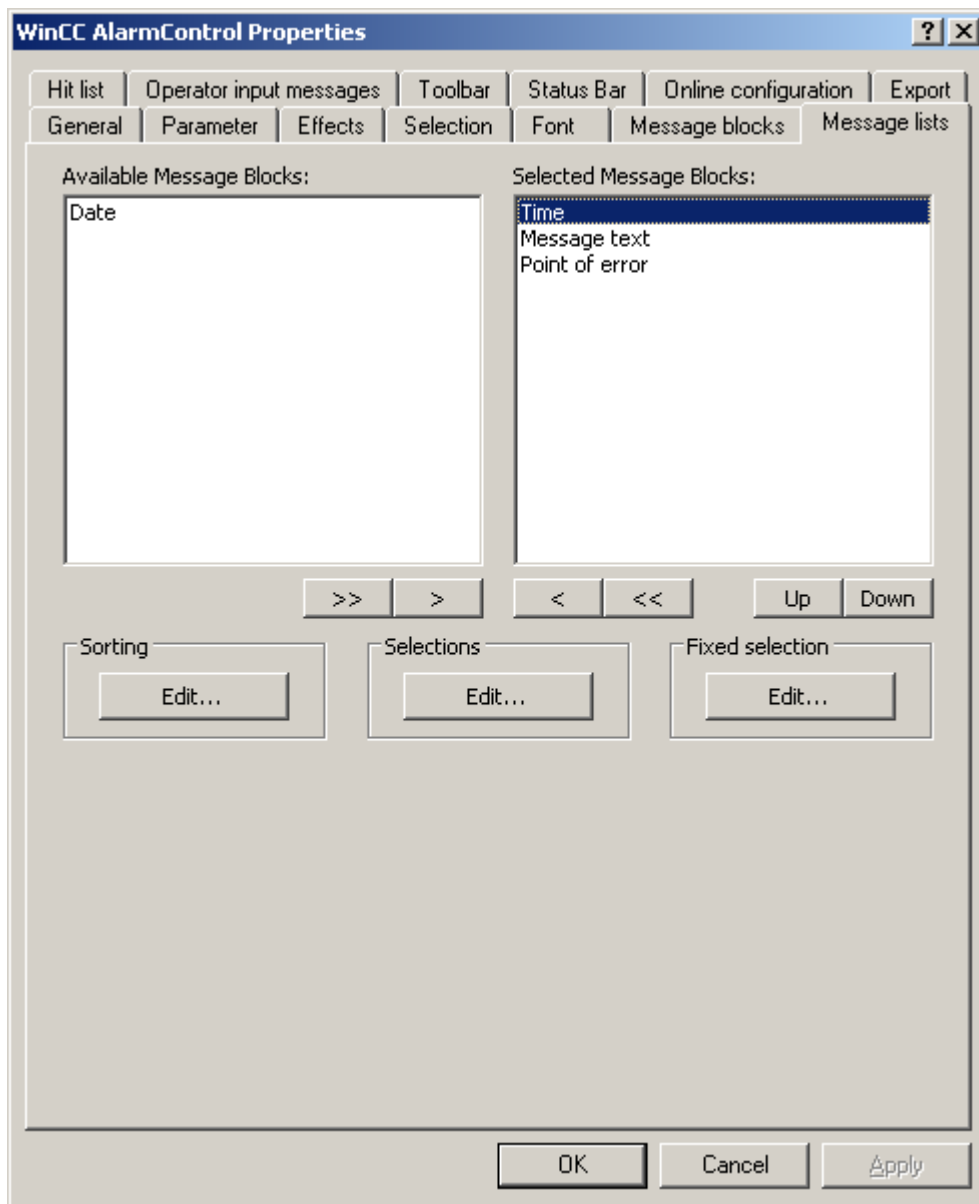 WinCC AlarmControl Properties
Hit list Operator input messages Toolbar Status Bar Online configuration Export
General Parameter Effects Selection Font Message blocks Message lists
Available Message Blocks: Selected Message Blocks:
Date Time
Message text
Point of error
>> > < << Up Down
Sorting Selections Fixed selection
Edit... Edit... Edit...
OK Cancel Apply